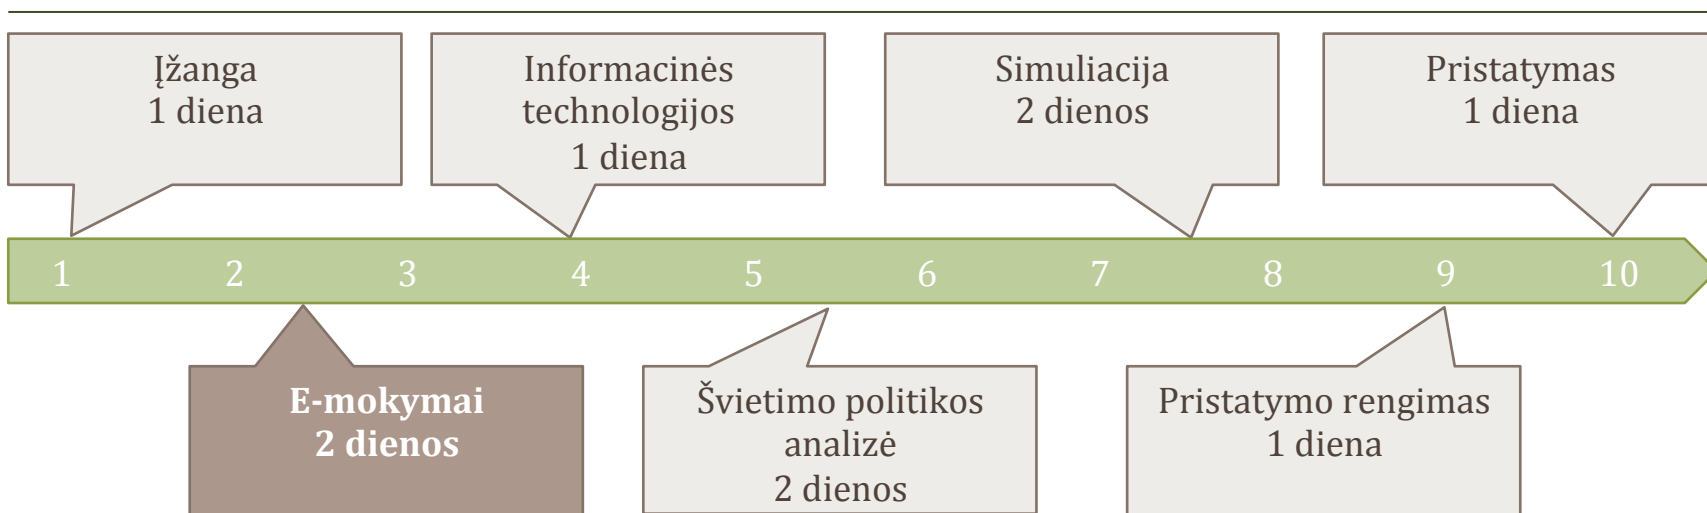 Įžanga
1 diena
Informacinės
technologijos
1 diena
Simuliacija
2 dienos
Pristatymas
1 diena
1 2 3 4 5 6 7 8 9 10
E-mokymai
2 dienos
Švietimo politikos
analizė
2 dienos
Pristatymo rengimas
1 diena